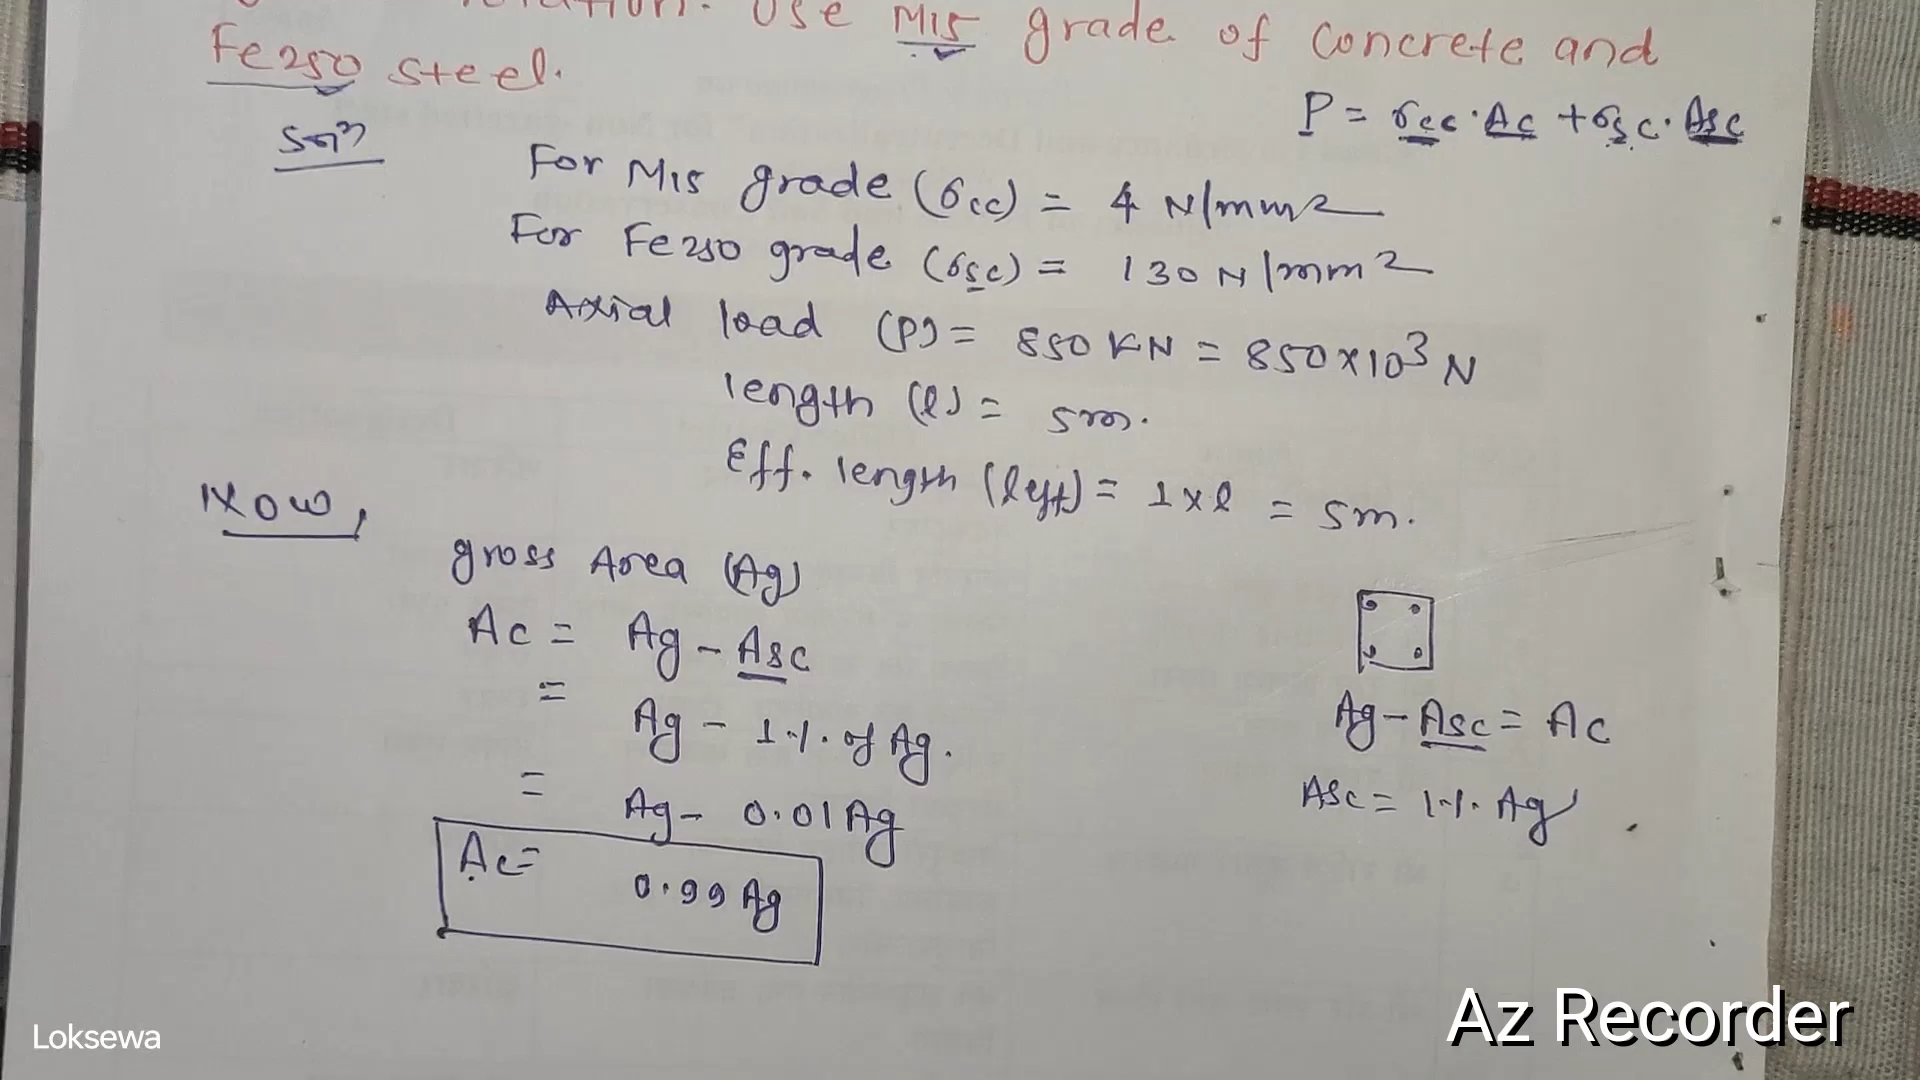 Use M15 grade of concrete and
Fe250 steel.
P = σcc · Ac + σsc · Asc
Soln
For M15 grade (σcc) = 4 N/mm2
For Fe250 grade (σsc) = 130 N/mm2
Axial load (P) = 850 KN = 850×10³ N
length (l) = 5m.
Eff. length (leff) = 1×l = 5m.
Now,
gross Area (Ag)
Ac = Ag - Asc
= Ag - 1% of Ag.
= Ag - 0.01 Ag
Ac = 0.99 Ag
Ag - Asc = Ac
Asc = 1% Ag
Loksewa
Az Recorder